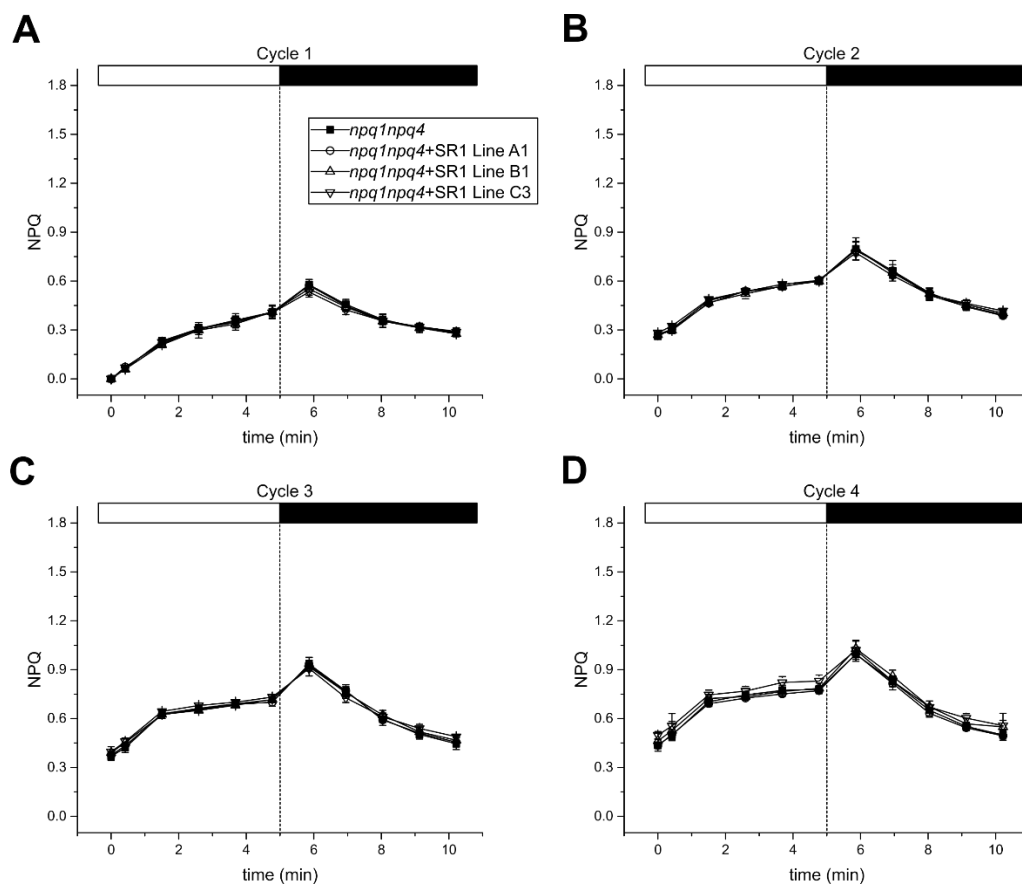 A
Cycle 1
1.8
1.5
1.2
0.9
0.6
0.3
0.0
NPQ
npq1npq4
npq1npq4+SR1 Line A1
npq1npq4+SR1 Line B1
npq1npq4+SR1 Line C3
0 2 4 6 8 10
time (min)
B
Cycle 2
1.8
1.5
1.2
0.9
0.6
0.3
0.0
NPQ
0 2 4 6 8 10
time (min)
C
Cycle 3
1.8
1.5
1.2
0.9
0.6
0.3
0.0
NPQ
0 2 4 6 8 10
time (min)
D
Cycle 4
1.8
1.5
1.2
0.9
0.6
0.3
0.0
NPQ
0 2 4 6 8 10
time (min)